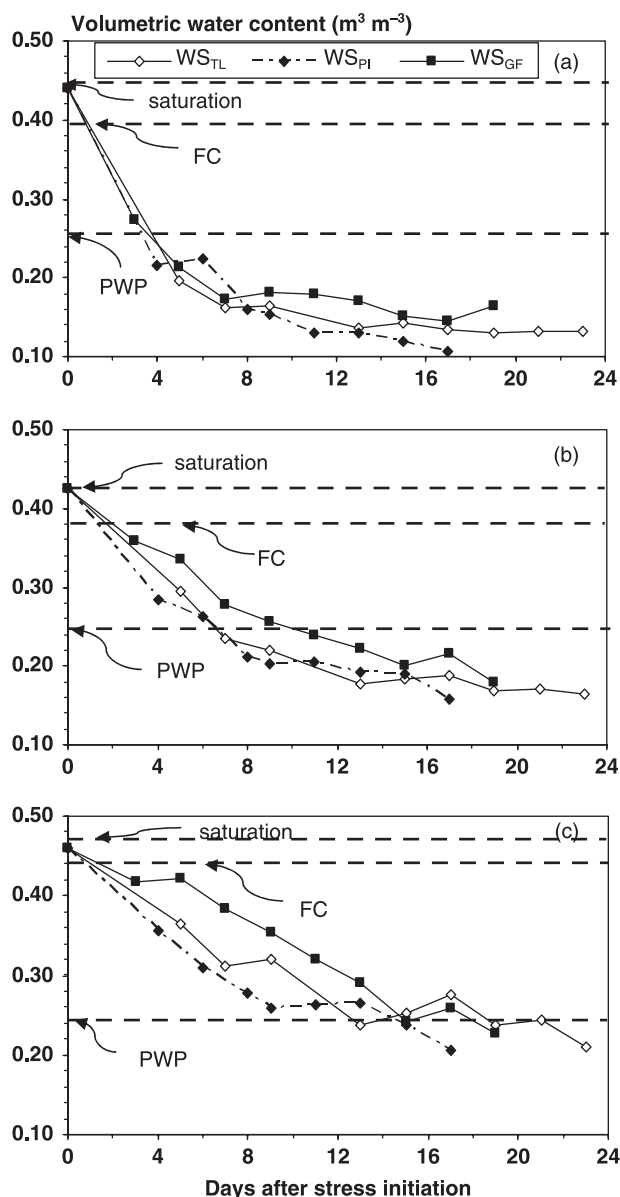 Volumetric water content (m³ m⁻³)
0.50
WS_TL WS_PI WS_GF
(a)
saturation
0.40
FC
0.30
PWP
0.20
0.10
0 4 8 12 16 20 24
0.50
(b)
saturation
0.40
FC
0.30
PWP
0.20
0.10
0 4 8 12 16 20 24
0.50
saturation
(c)
0.40
FC
0.30
PWP
0.20
0.10
0 4 8 12 16 20 24
Days after stress initiation